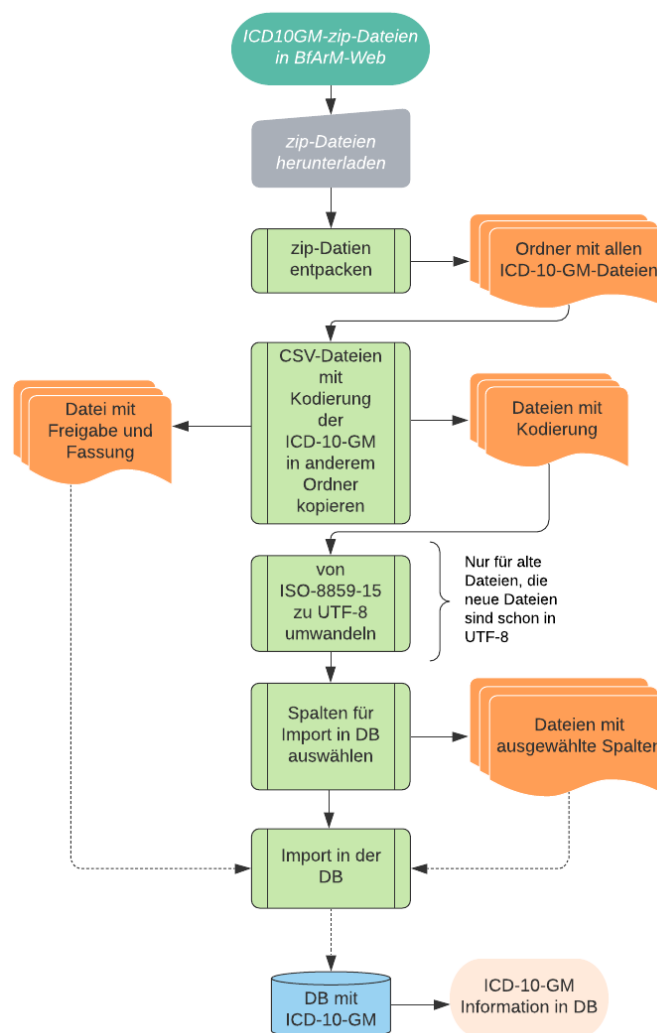 ICD10GM-zip-Dateien
in BfArM-Web
zip-Dateien
herunterladen
zip-Datien
entpacken
Ordner mit allen
ICD-10-GM-Dateien
CSV-Dateien
mit
Kodierung
der
ICD-10-GM
in anderem
Ordner
kopieren
Datei mit
Freigabe und
Fassung
Dateien mit
Kodierung
von
ISO-8859-15
zu UTF-8
umwandeln
Nur für alte
Dateien, die
neue Dateien
sind schon in
UTF-8
Spalten für
Import in DB
auswählen
Dateien mit
ausgewählte Spalten
Import in der
DB
DB mit
ICD-10-GM
ICD-10-GM
Information in DB